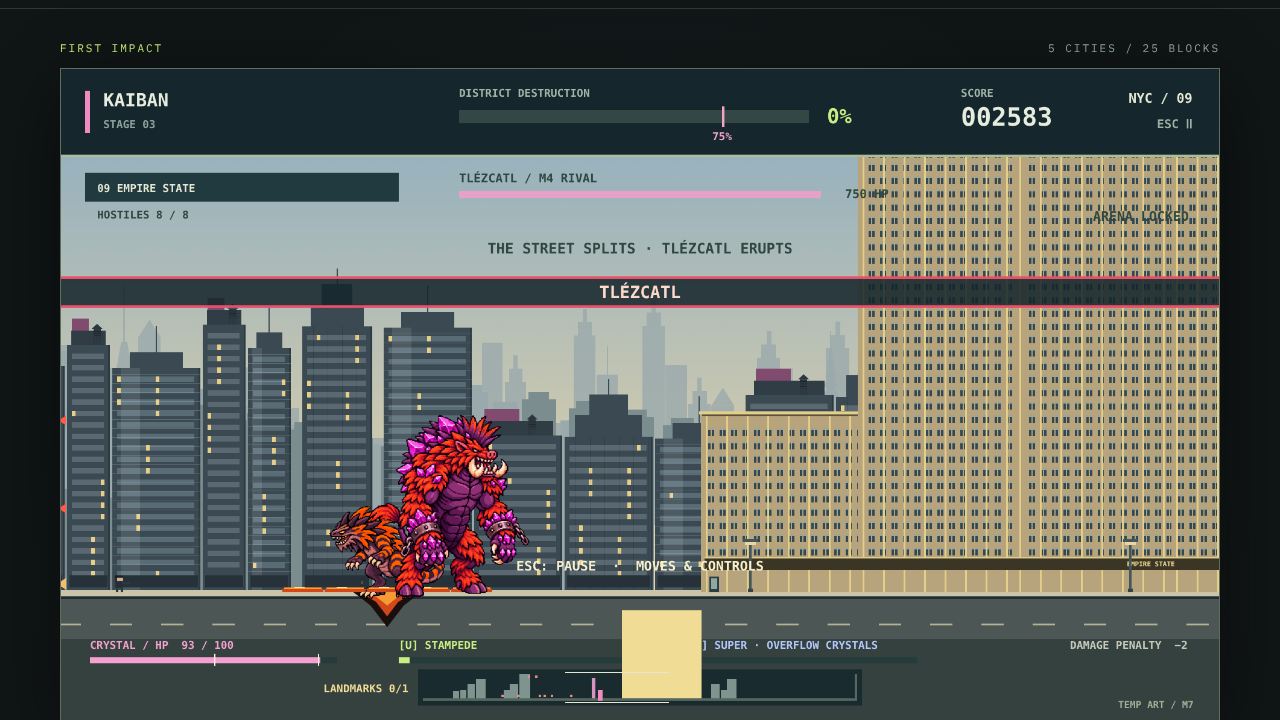 FIRST IMPACT
5 CITIES / 25 BLOCKS
KAIBAN
STAGE 03
DISTRICT DESTRUCTION
0%
75%
SCORE
002583
NYC / 09
ESC II
09 EMPIRE STATE
HOSTILES 8 / 8
TLÉZCATL / M4 RIVAL
750 HP
ARENA LOCKED
THE STREET SPLITS · TLÉZCATL ERUPTS
TLÉZCATL
ESC: PAUSE · MOVES & CONTROLS
EMPIRE STATE
CRYSTAL / HP 93 / 100
[U] STAMPEDE
] SUPER · OVERFLOW CRYSTALS
DAMAGE PENALTY −2
LANDMARKS 0/1
TEMP ART / M7